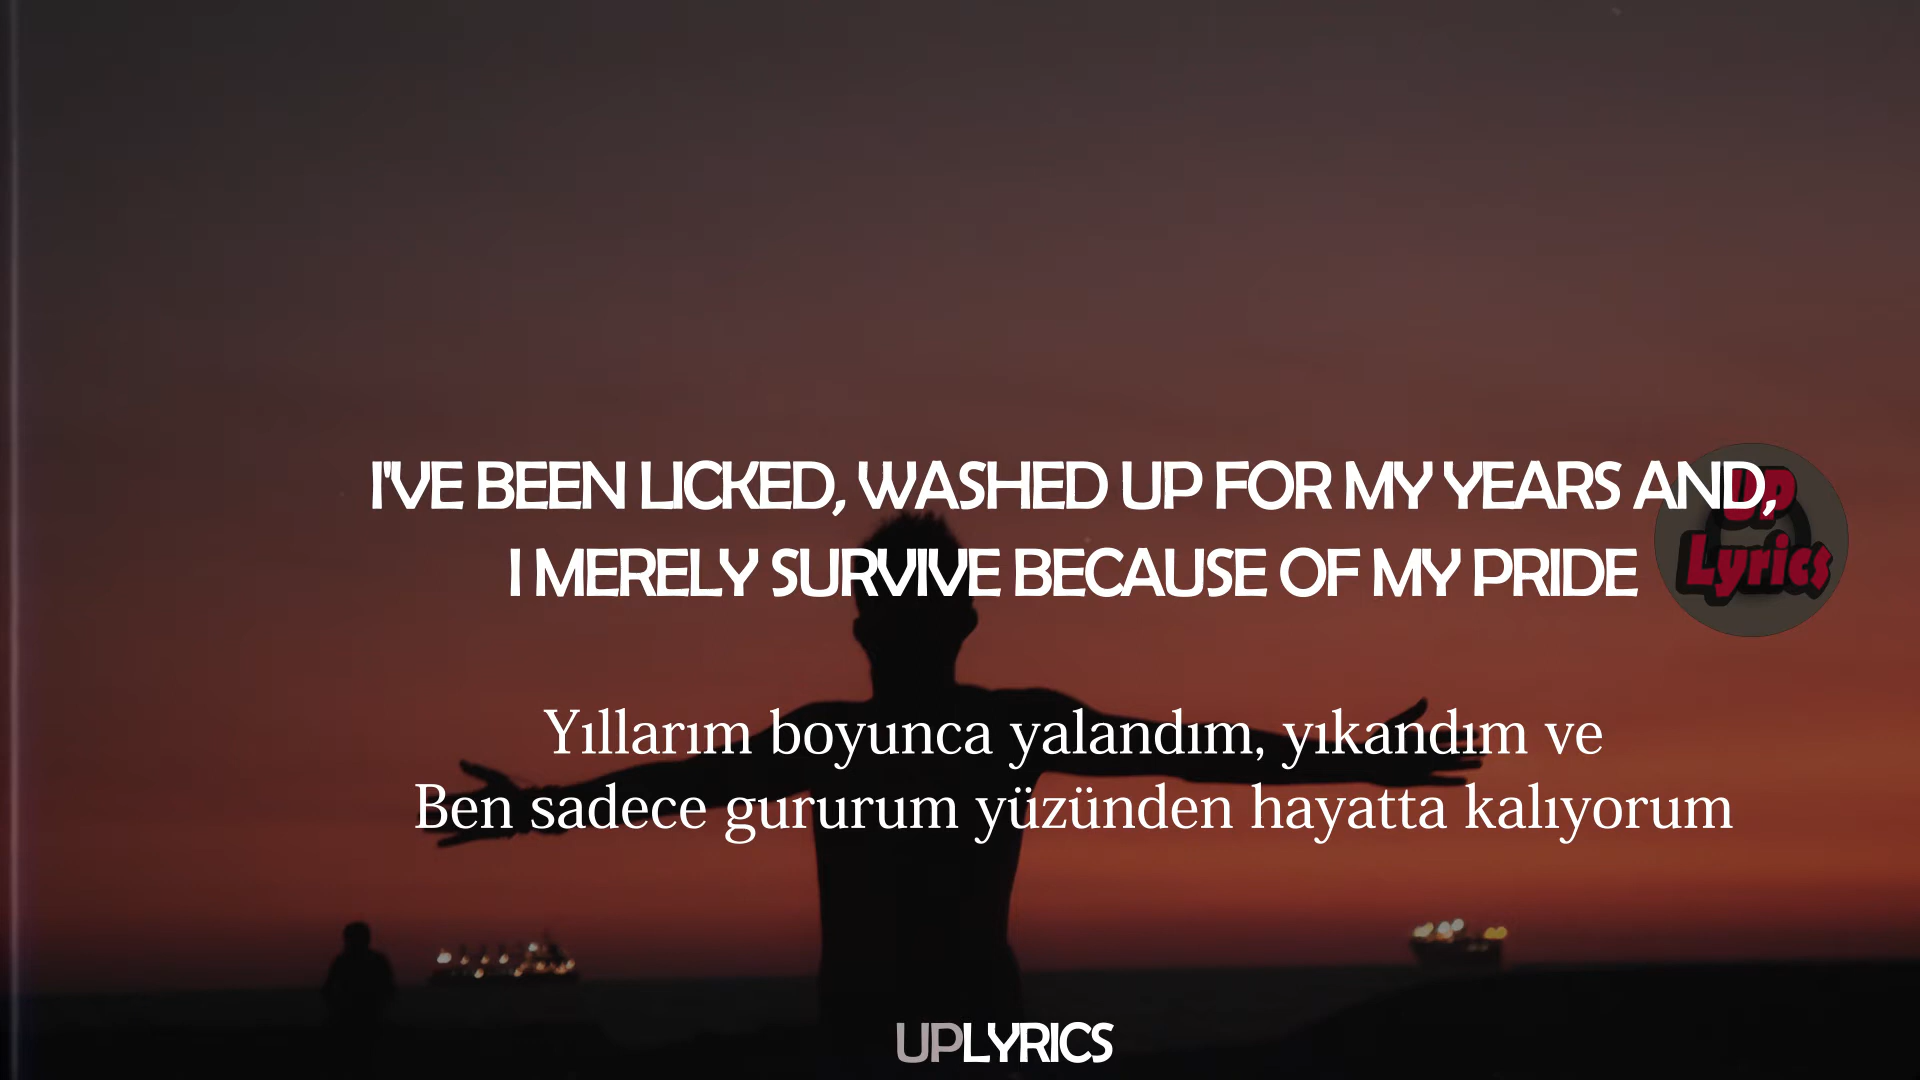 I'VE BEEN LICKED, WASHED UP FOR MY YEARS AND,
I MERELY SURVIVE BECAUSE OF MY PRIDE
UP
Lyrics
Yıllarım boyunca yalandım, yıkandım ve
Ben sadece gururum yüzünden hayatta kalıyorum
UPLYRICS